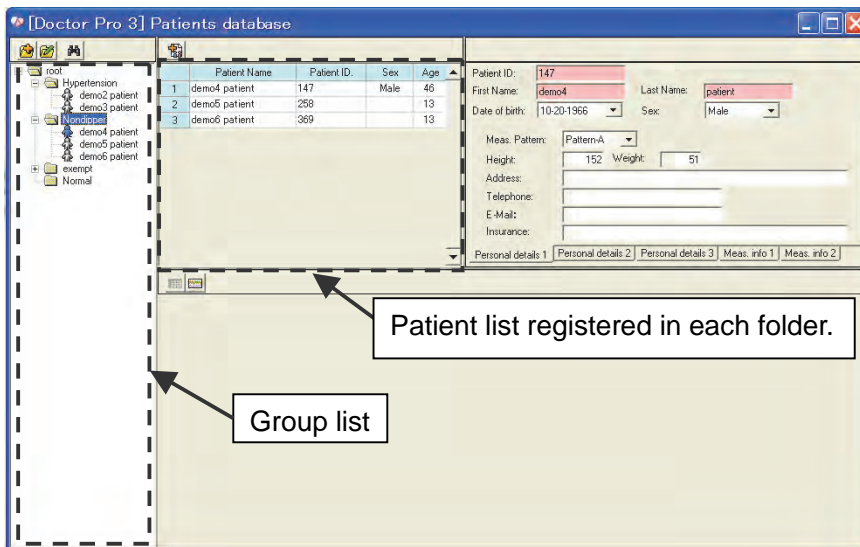 [Doctor Pro 3] Patients database
root
Hypertension
demo2 patient
demo3 patient
Nondipper
demo4 patient
demo5 patient
demo6 patient
exempt
Normal
Patient Name Patient ID. Sex Age
1 demo4 patient 147 Male 46
2 demo5 patient 258 13
3 demo6 patient 369 13
Patient ID: 147
First Name: demo4 Last Name: patient
Date of birth: 10-20-1966 Sex: Male
Meas. Pattern: Pattern-A
Height: 152 Weight: 51
Address:
Telephone:
E-Mail:
Insurance:
Personal details 1 Personal details 2 Personal details 3 Meas. info 1 Meas. info 2
Patient list registered in each folder.
Group list